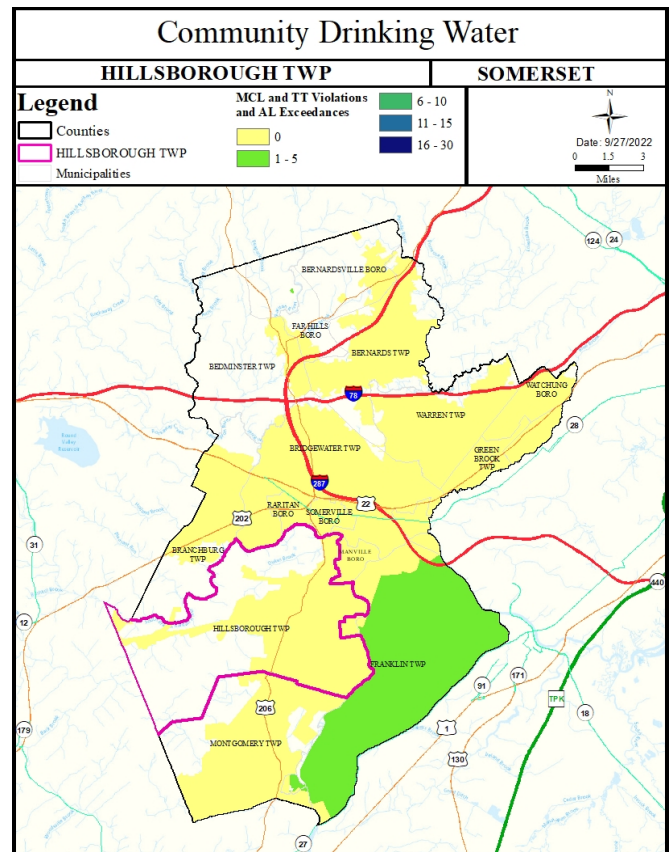 Community Drinking Water
HILLSBOROUGH TWP
SOMERSET
Legend
Counties
HILLSBOROUGH TWP
Municipalities
MCL and TT Violations
and AL Exceedances
0
1 - 5
6 - 10
11 - 15
16 - 30
N
Date: 9/27/2022
0 1.5 3
Miles
124
24
BERNARDSVILLE BORO
FAR HILLS
BORO
BERNARDS TWP
BEDMINSTER TWP
78
WATCHUNG
BORO
WARREN TWP
28
BRIDGEWATER TWP
GREEN
BROOK
TWP
287
22
RARITAN
BORO
SOMERVILLE
BORO
202
31
BRANCHBURG
TWP
MANVILLE
BORO
440
12
HILLSBOROUGH TWP
FRANKLIN TWP
171
91
TPK
18
206
179
1
MONTGOMERY TWP
130
27